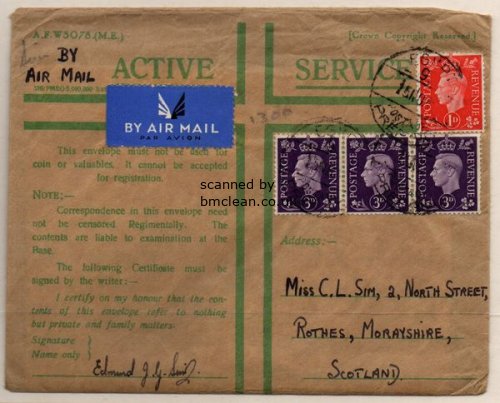 A.F.W3078.(M.E.)
[Crown Copyright Reserved]
BY
AIR MAIL
ACTIVE SERVICE
BY AIR MAIL
PAR AVION
1300
POSTAGE REVENUE
1D
POSTAGE REVENUE
3D
POSTAGE REVENUE
3D
POSTAGE REVENUE
3D
This envelope must not be used for
coin or valuables. It cannot be accepted
for registration.
NOTE:—
Correspondence in this envelope need
not be censored Regimentally. The
contents are liable to examination at the
Base.
The following Certificate must be
signed by the writer:—
I certify on my honour that the con-
tents of this envelope refer to nothing
but private and family matters.
Signature
Name only
Edmund J. G. Sim.
scanned by
bmclean.co.uk
Address:—
MISS C. L. SIM, 2, NORTH STREET,
ROTHES, MORAYSHIRE,
SCOTLAND.